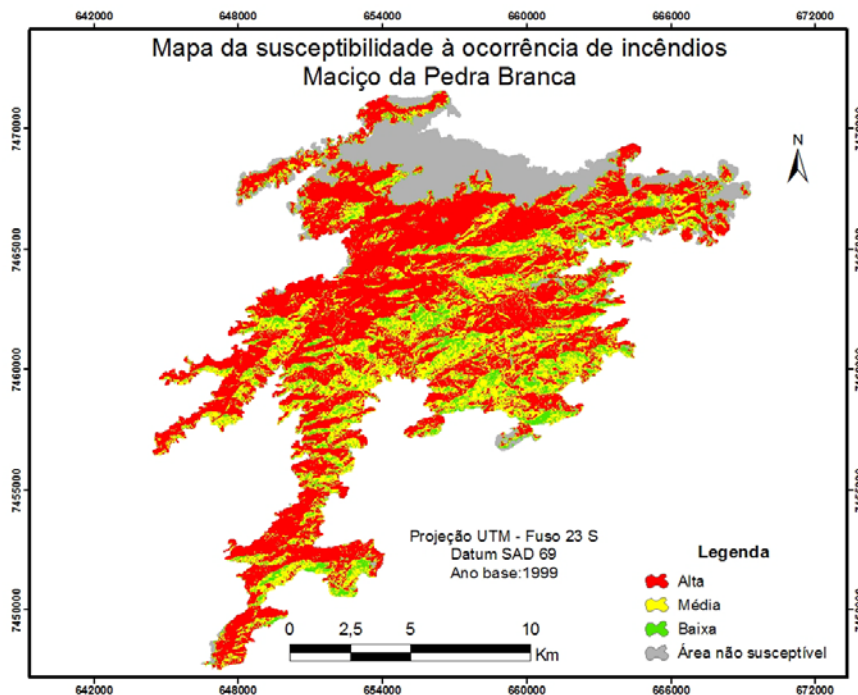 642000 648000 654000 660000 666000 672000
Mapa da susceptibilidade à ocorrência de incêndios
Maciço da Pedra Branca
N
7470000
7465000
7460000
7455000
7450000
7465000
Projeção UTM - Fuso 23 S
Datum SAD 69
Ano base:1999
Legenda
Alta
Média
Baixa
Área não susceptível
0 2,5 5 10
Km
642000 648000 654000 660000 666000 672000